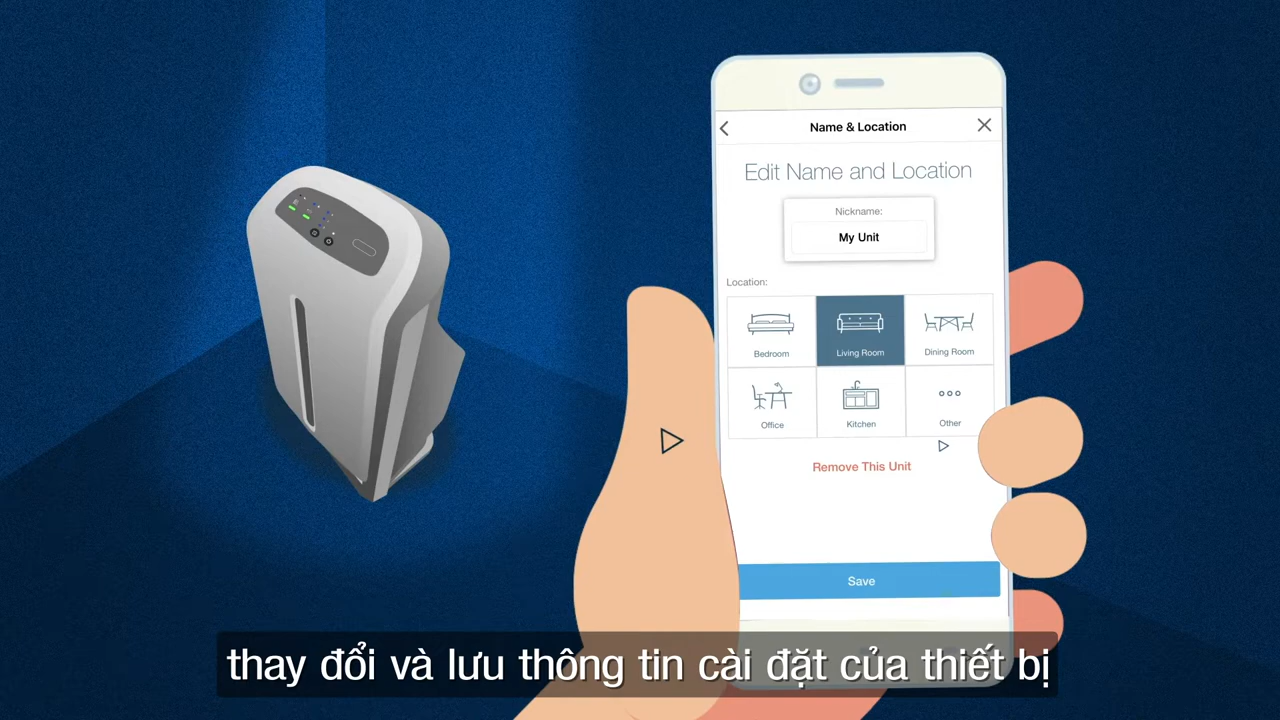 Name & Location
Edit Name and Location
Nickname:
My Unit
Location:
Bedroom
Living Room
Dining Room
Office
Kitchen
Other
Remove This Unit
Save
thay đổi và lưu thông tin cài đặt của thiết bị